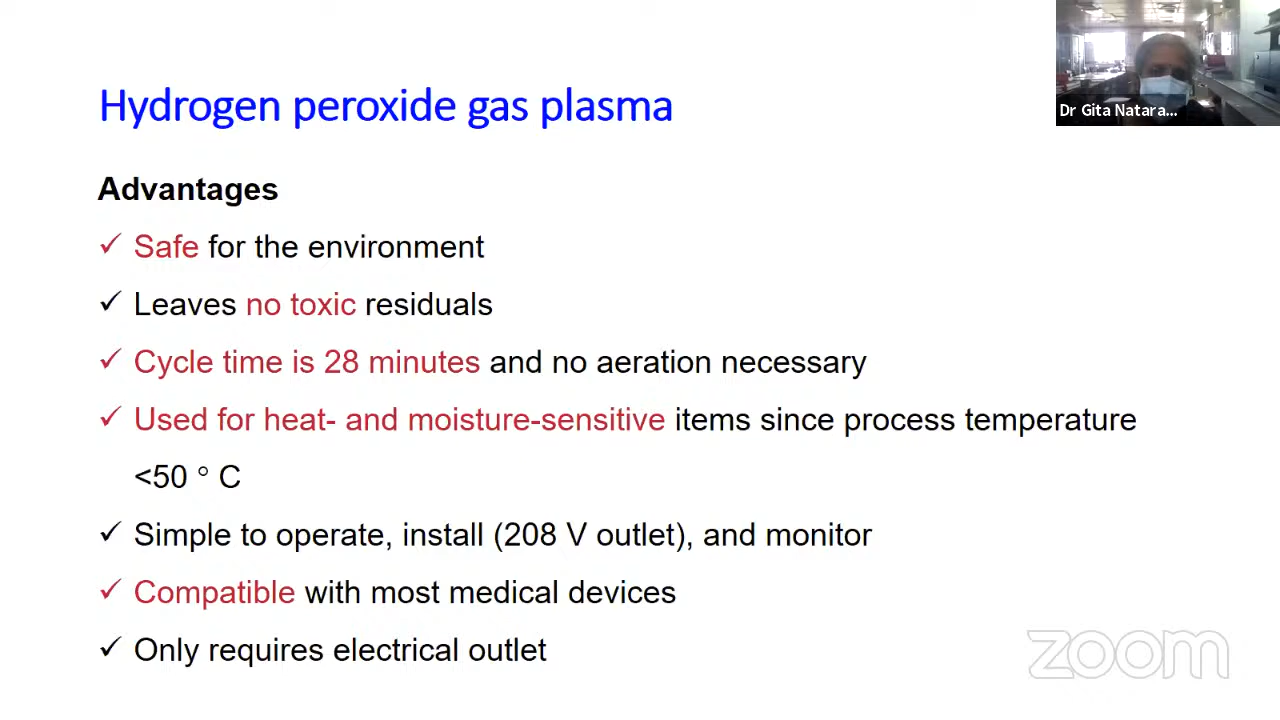 Hydrogen peroxide gas plasma
Dr Gita Natara...
Advantages
✓ Safe for the environment
✓ Leaves no toxic residuals
✓ Cycle time is 28 minutes and no aeration necessary
✓ Used for heat- and moisture-sensitive items since process temperature
<50 ° C
✓ Simple to operate, install (208 V outlet), and monitor
✓ Compatible with most medical devices
✓ Only requires electrical outlet
zoom